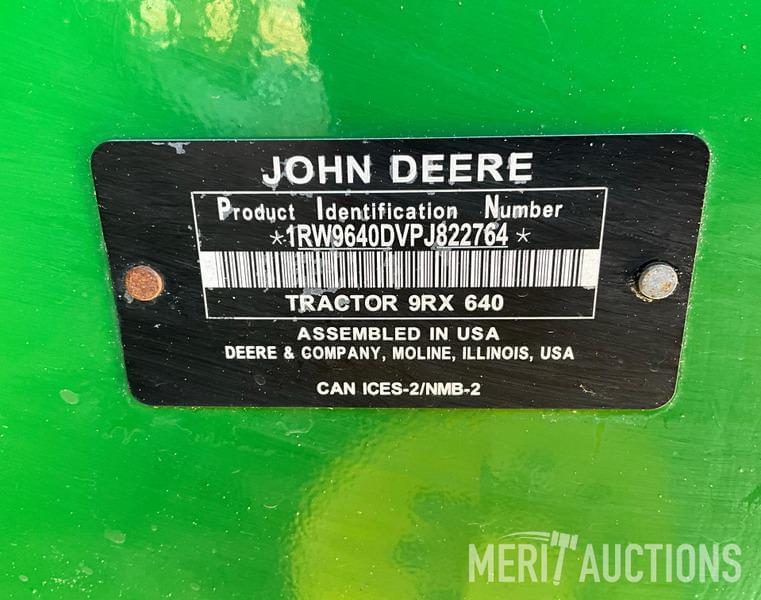 JOHN DEERE
Product Identification Number
*1RW9640DVPJ822764*
TRACTOR 9RX 640
ASSEMBLED IN USA
DEERE & COMPANY, MOLINE, ILLINOIS, USA
CAN ICES-2/NMB-2
MERIT AUCTIONS